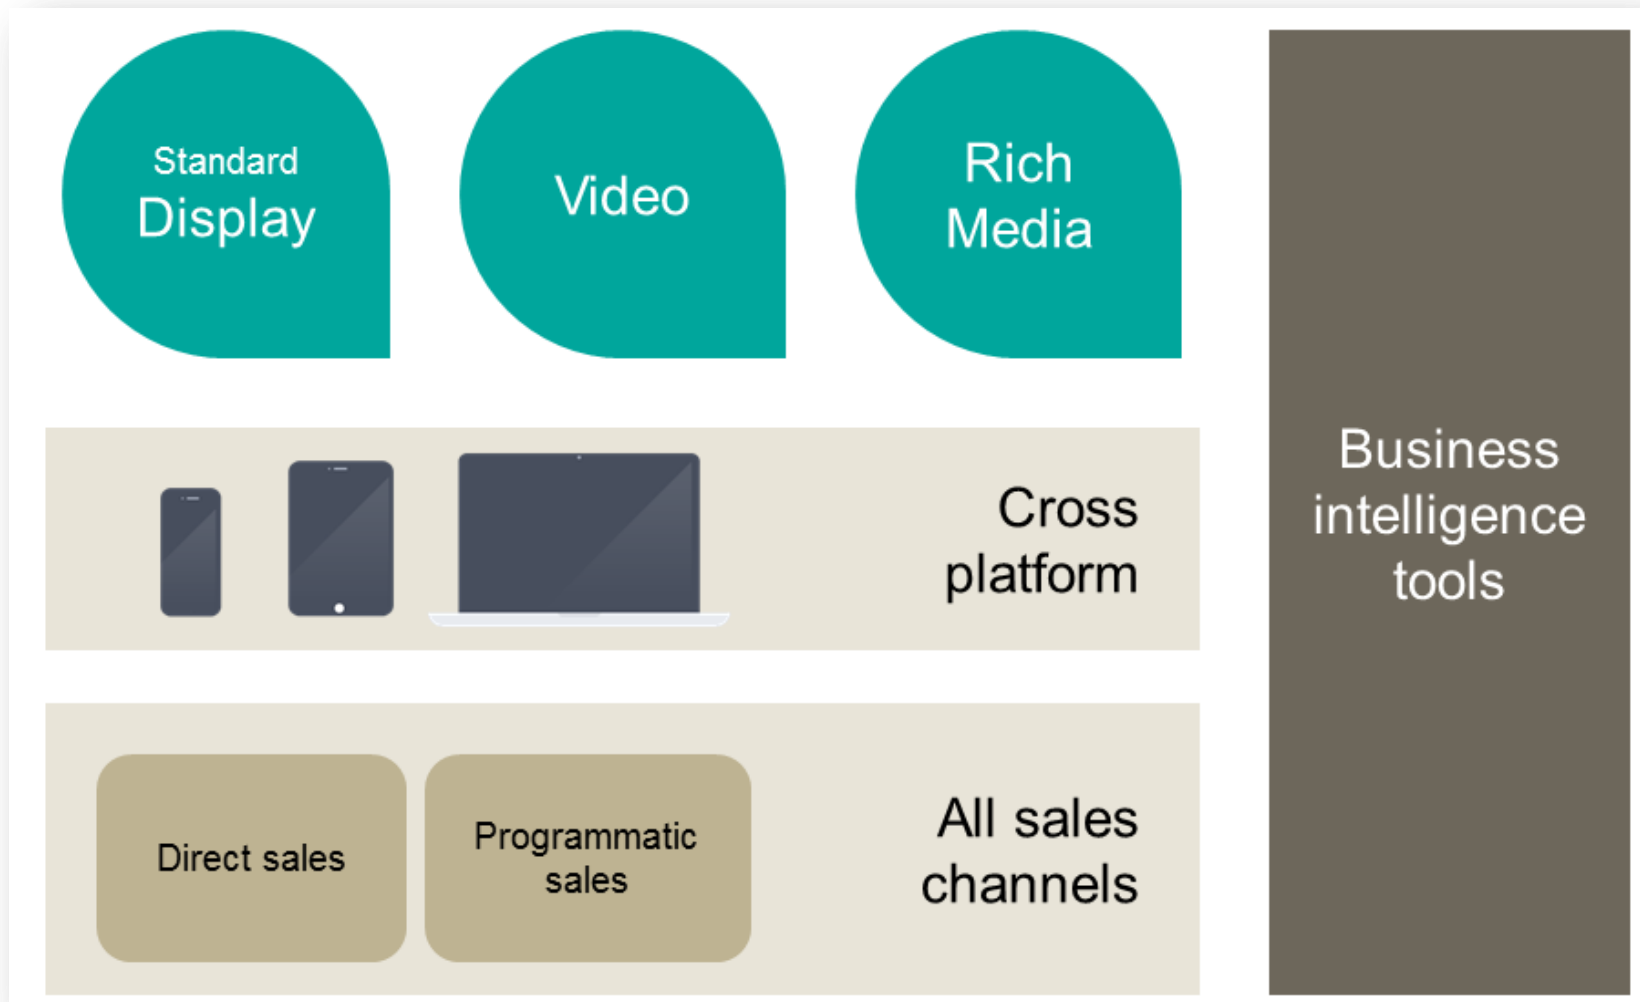 Standard
Display
Video
Rich
Media
Cross
platform
Direct sales
Programmatic
sales
All sales
channels
Business
intelligence
tools